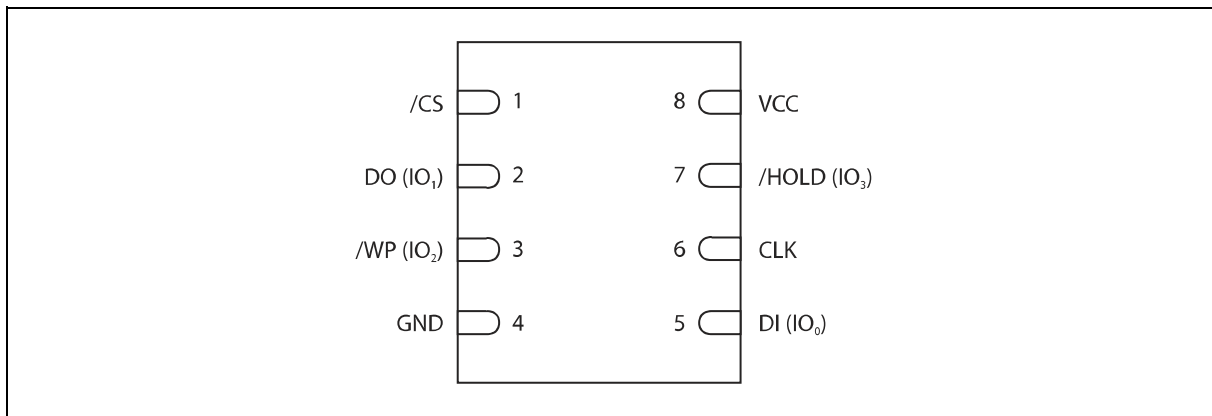 /CS 1 8 VCC
DO (IO₁) 2 7 /HOLD (IO₃)
/WP (IO₂) 3 6 CLK
GND 4 5 DI (IO₀)